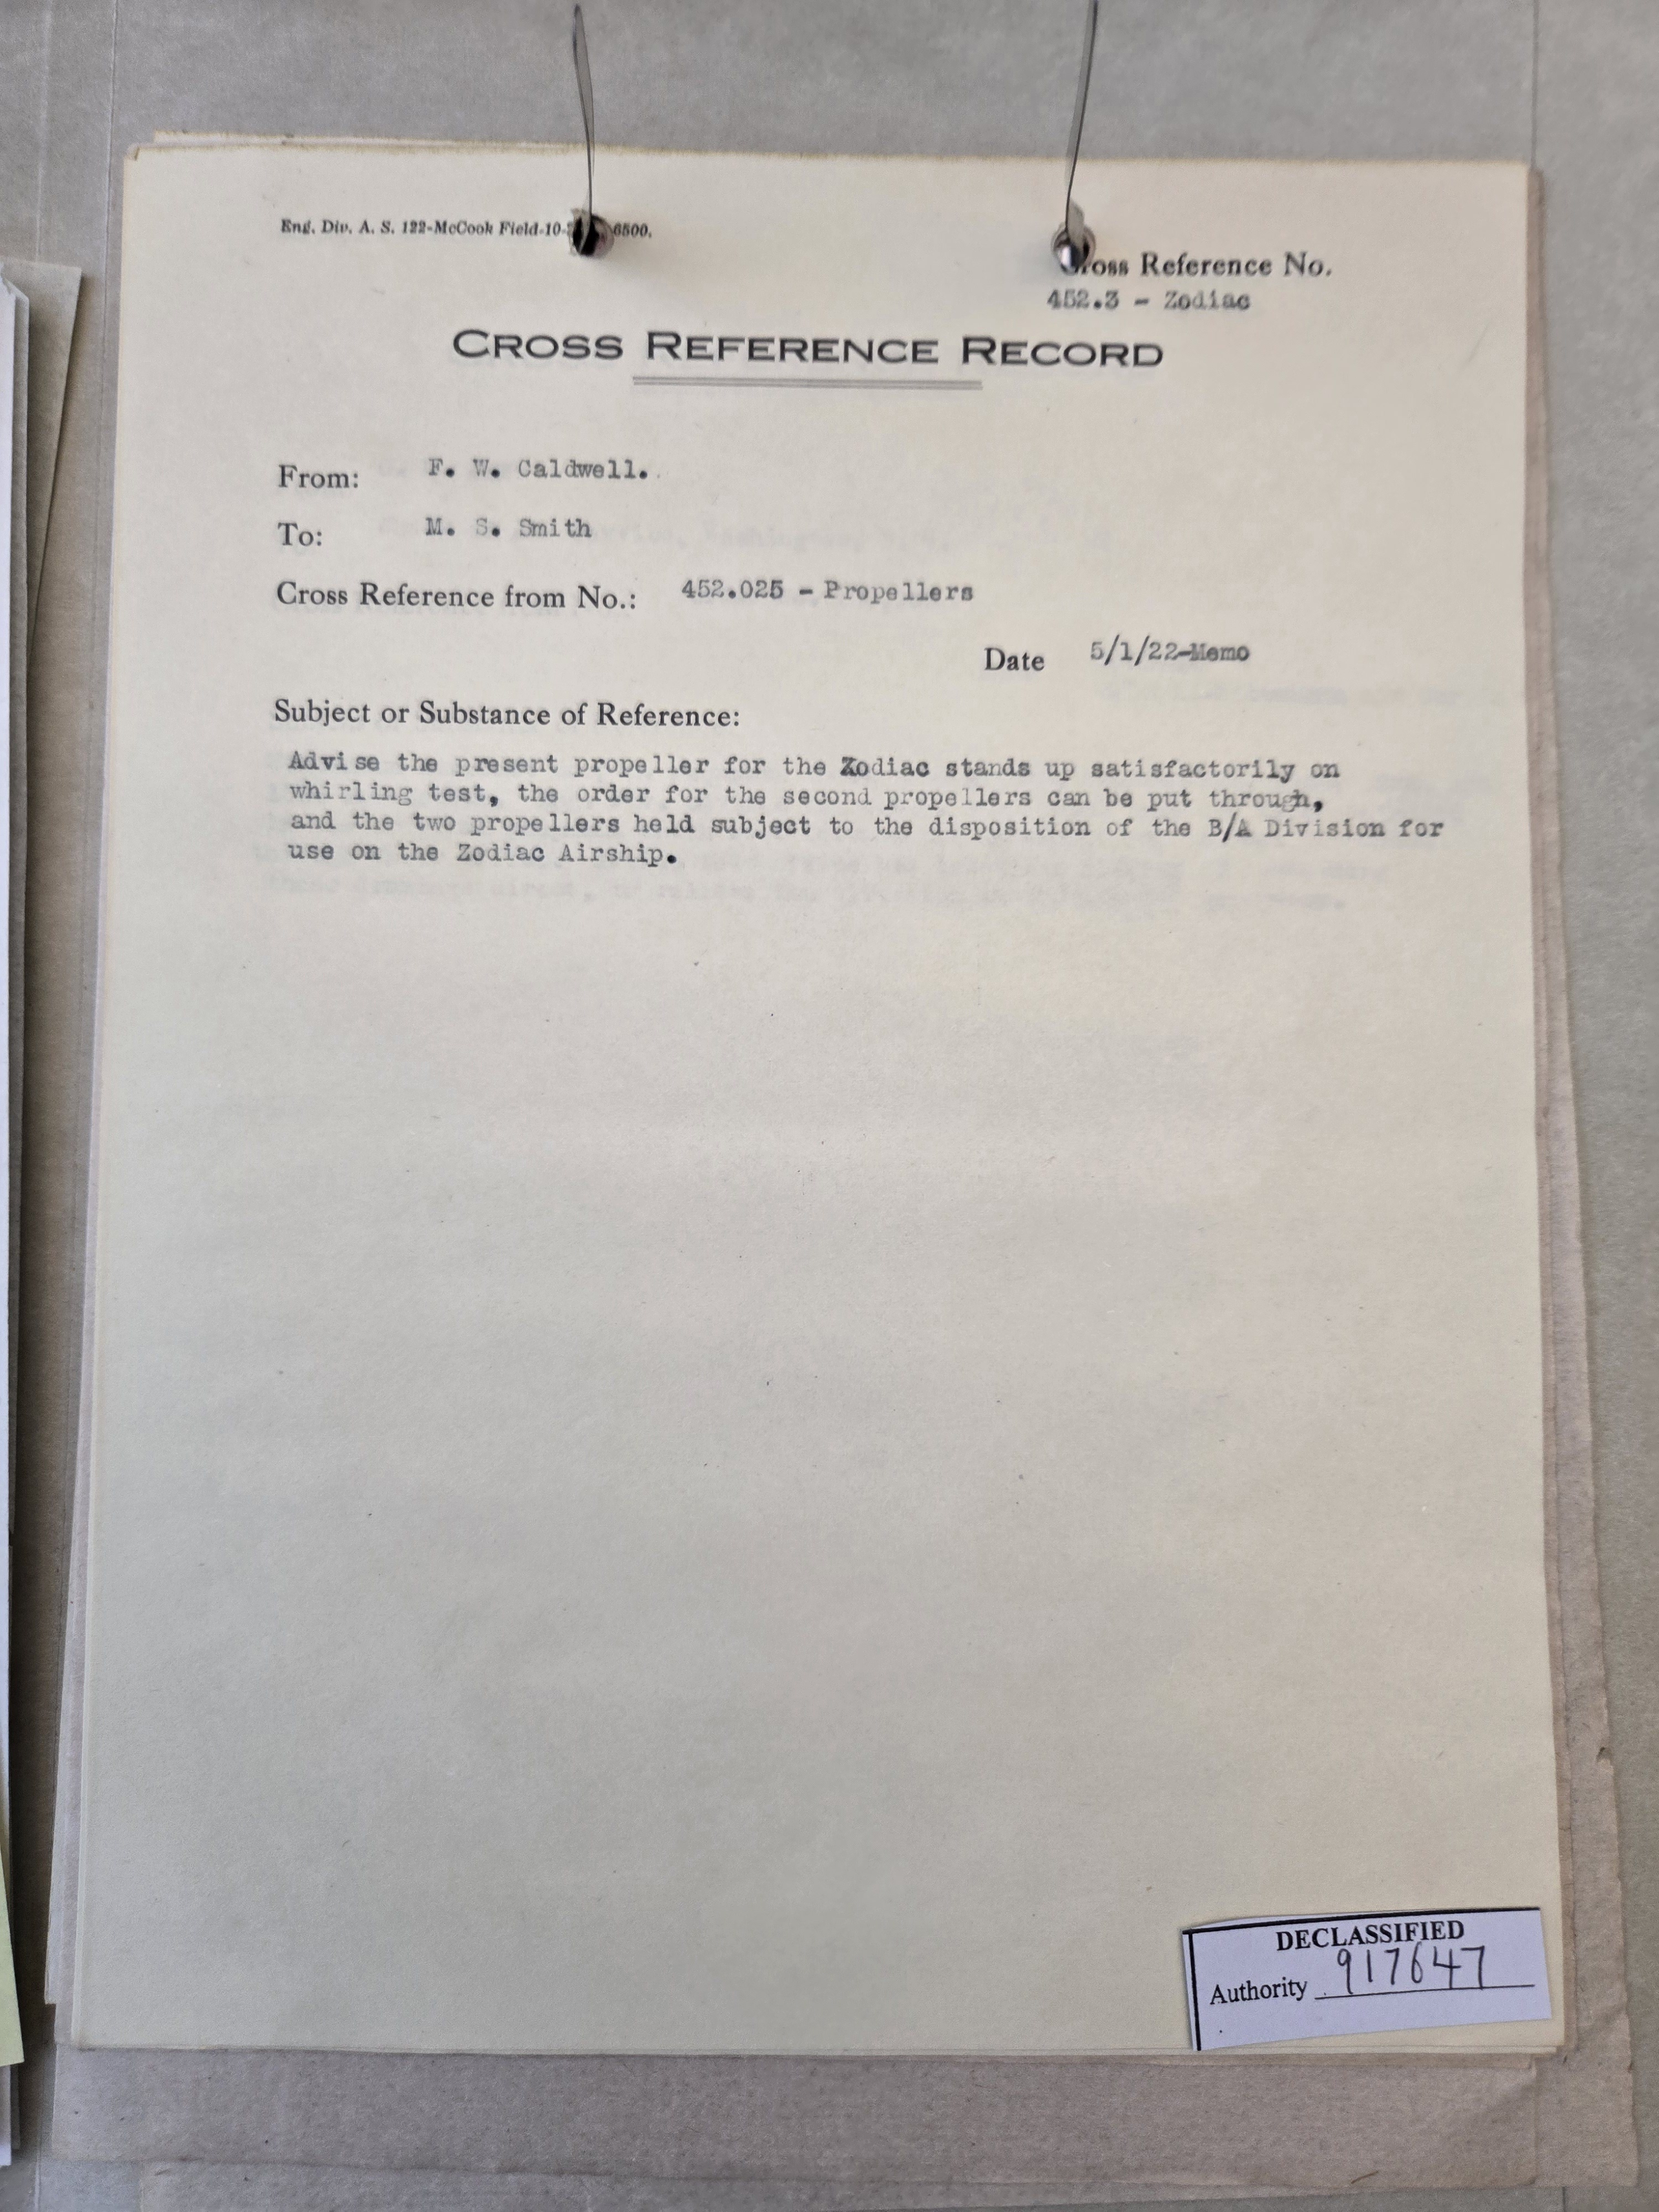 Eng. Div. A. S. 122-McCook Field-10- 6500.
Cross Reference No.
452.3 - Zodiac
CROSS REFERENCE RECORD
From: F. W. Caldwell.
To: M. S. Smith
Cross Reference from No.: 452.025 - Propellers
Date 5/1/22-Memo
Subject or Substance of Reference:
Advise the present propeller for the Zodiac stands up satisfactorily on
whirling test, the order for the second propellers can be put through,
and the two propellers held subject to the disposition of the B/A Division for
use on the Zodiac Airship.
DECLASSIFIED
Authority 917647